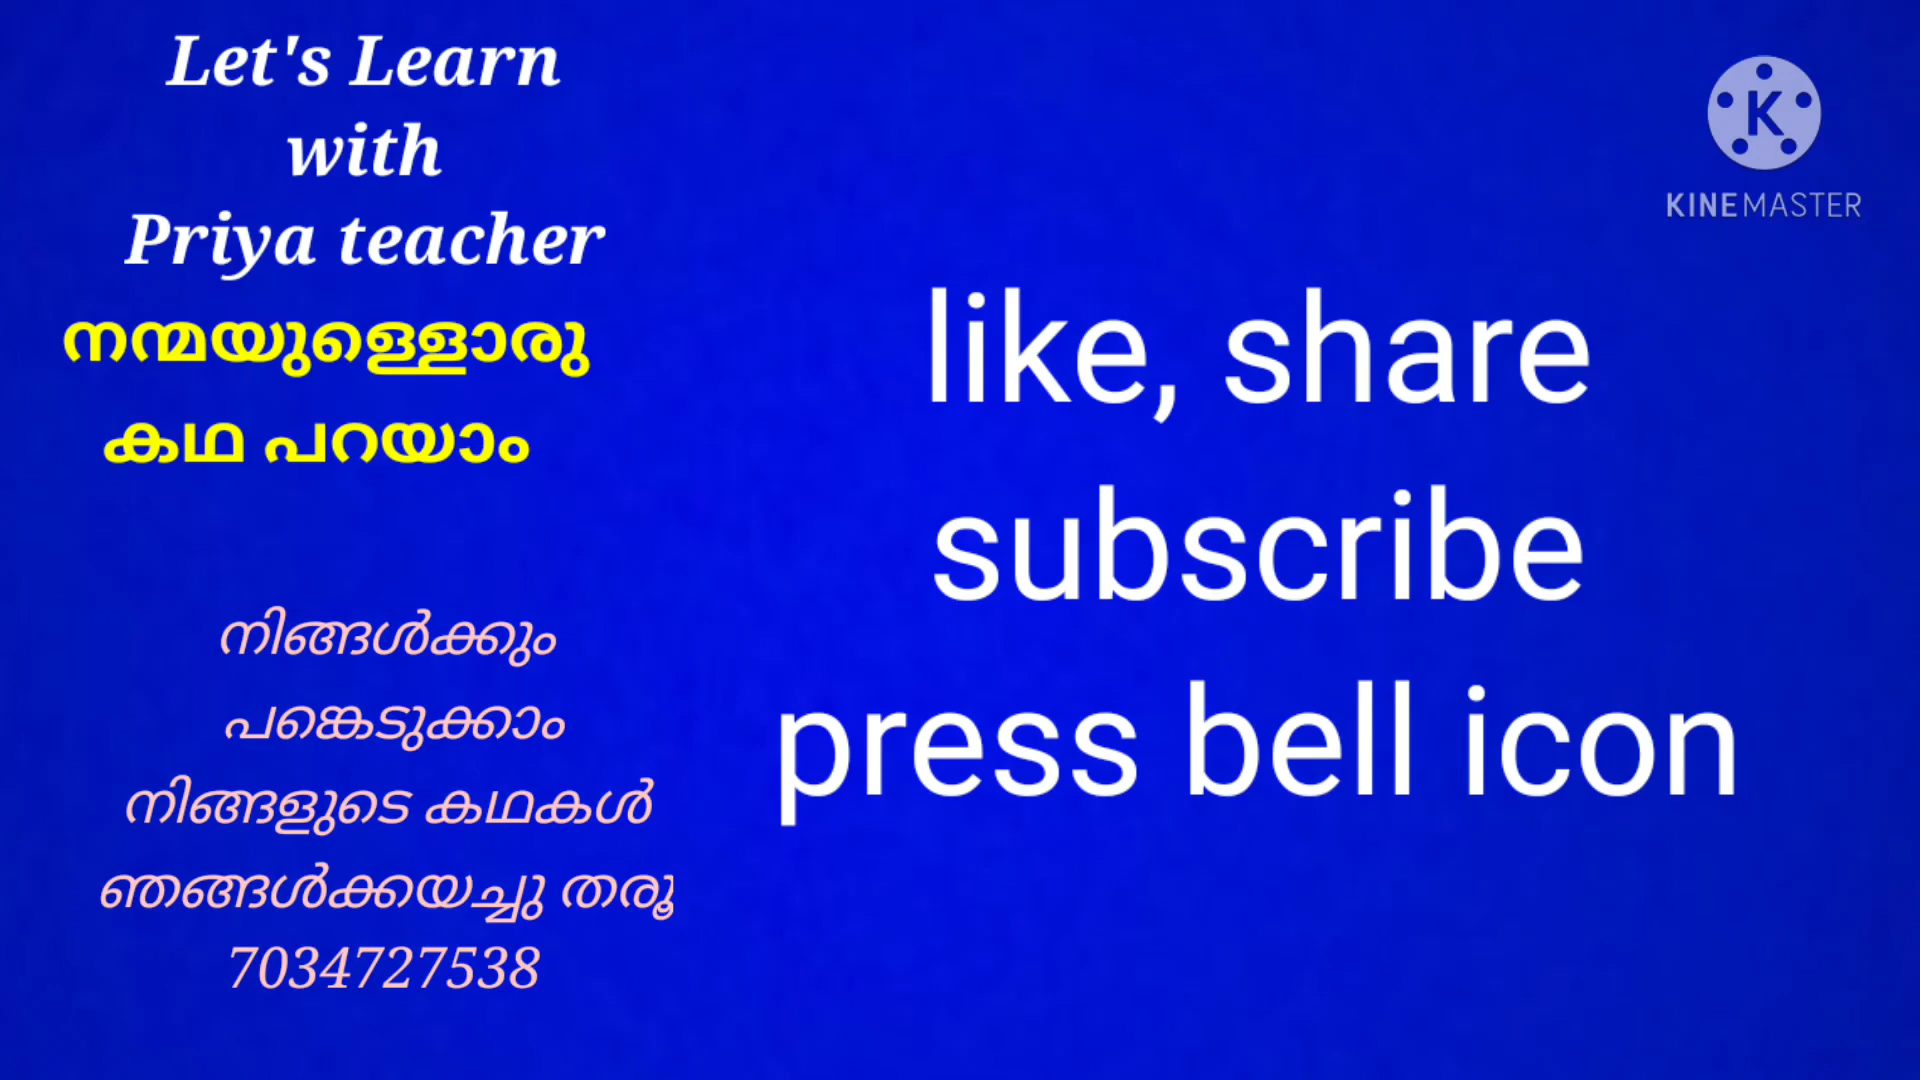 Let's Learn
with
Priya teacher
നന്മയുള്ളൊരു
കഥ പറയാം
നിങ്ങൾക്കും
പങ്കെടുക്കാം
നിങ്ങളുടെ കഥകൾ
ഞങ്ങൾക്കയച്ചു തരൂ
7034727538
like, share
subscribe
press bell icon
K
KINEMASTER